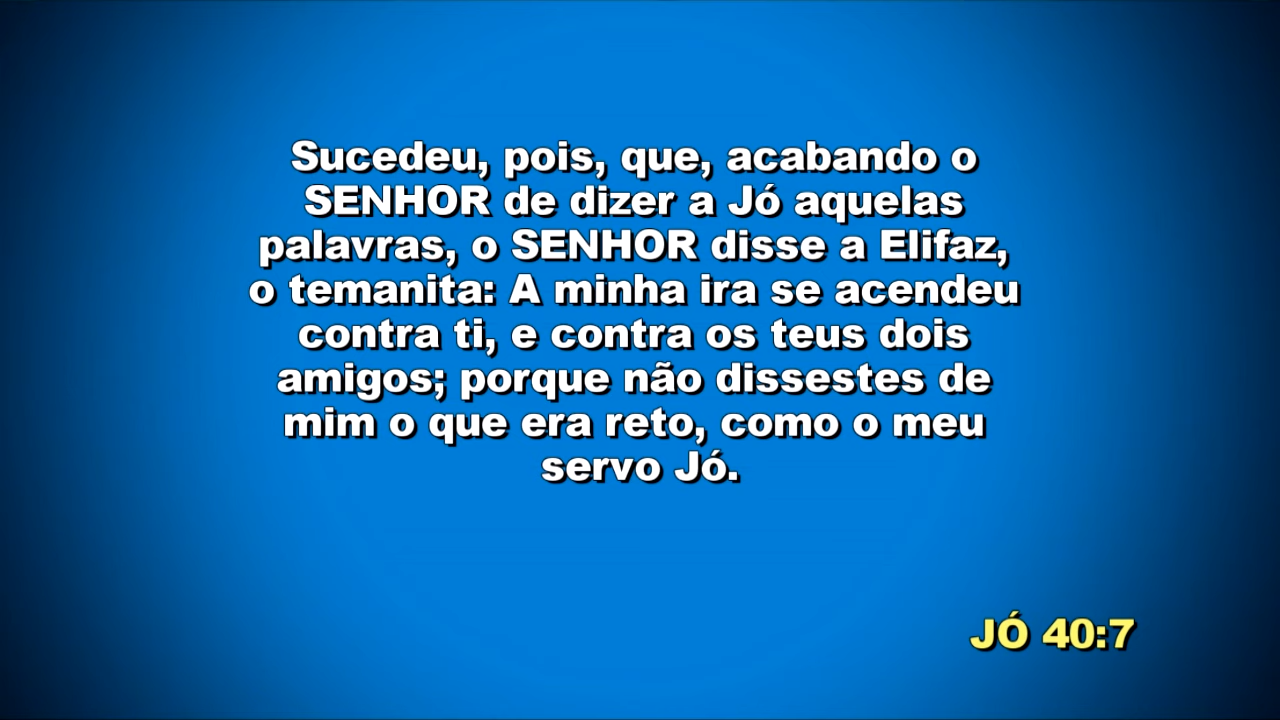 Sucedeu, pois, que, acabando o
SENHOR de dizer a Jó aquelas
palavras, o SENHOR disse a Elifaz,
o temanita: A minha ira se acendeu
contra ti, e contra os teus dois
amigos; porque não dissestes de
mim o que era reto, como o meu
servo Jó.
JÓ 40:7